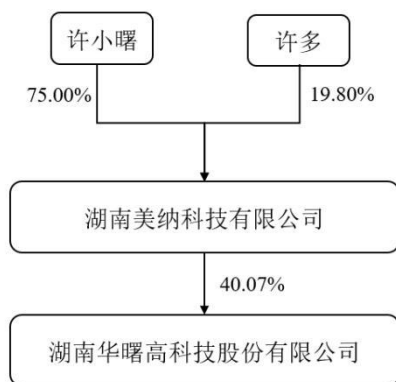 许小曙
许多
75.00%
19.80%
湖南美纳科技有限公司
40.07%
湖南华曙高科技股份有限公司